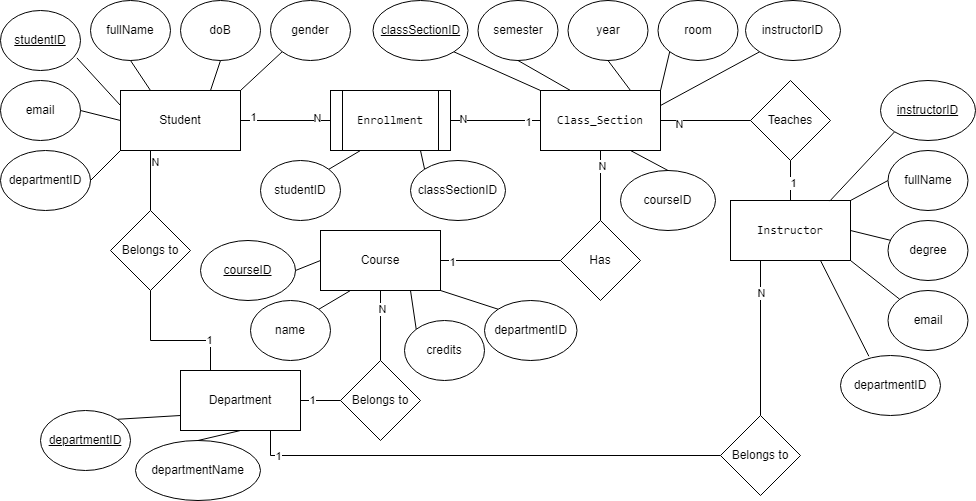 studentID
fullName
doB
gender
classSectionID
semester
year
room
instructorID
email
Student
1
N
Enrollment
N
1
Class_Section
N
Teaches
instructorID
departmentID
N
studentID
classSectionID
N
courseID
1
fullName
Belongs to
courseID
Course
1
Has
Instructor
degree
name
N
credits
departmentID
N
email
1
Department
1
Belongs to
departmentID
departmentID
departmentName
1
Belongs to